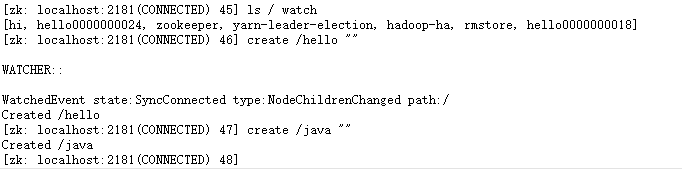 [zk: localhost:2181(CONNECTED) 45] ls / watch
[hi, hello0000000024, zookeeper, yarn-leader-election, hadoop-ha, rmstore, hello0000000018]
[zk: localhost:2181(CONNECTED) 46] create /hello ""
WATCHER::
WatchedEvent state:SyncConnected type:NodeChildrenChanged path:/
Created /hello
[zk: localhost:2181(CONNECTED) 47] create /java ""
Created /java
[zk: localhost:2181(CONNECTED) 48]